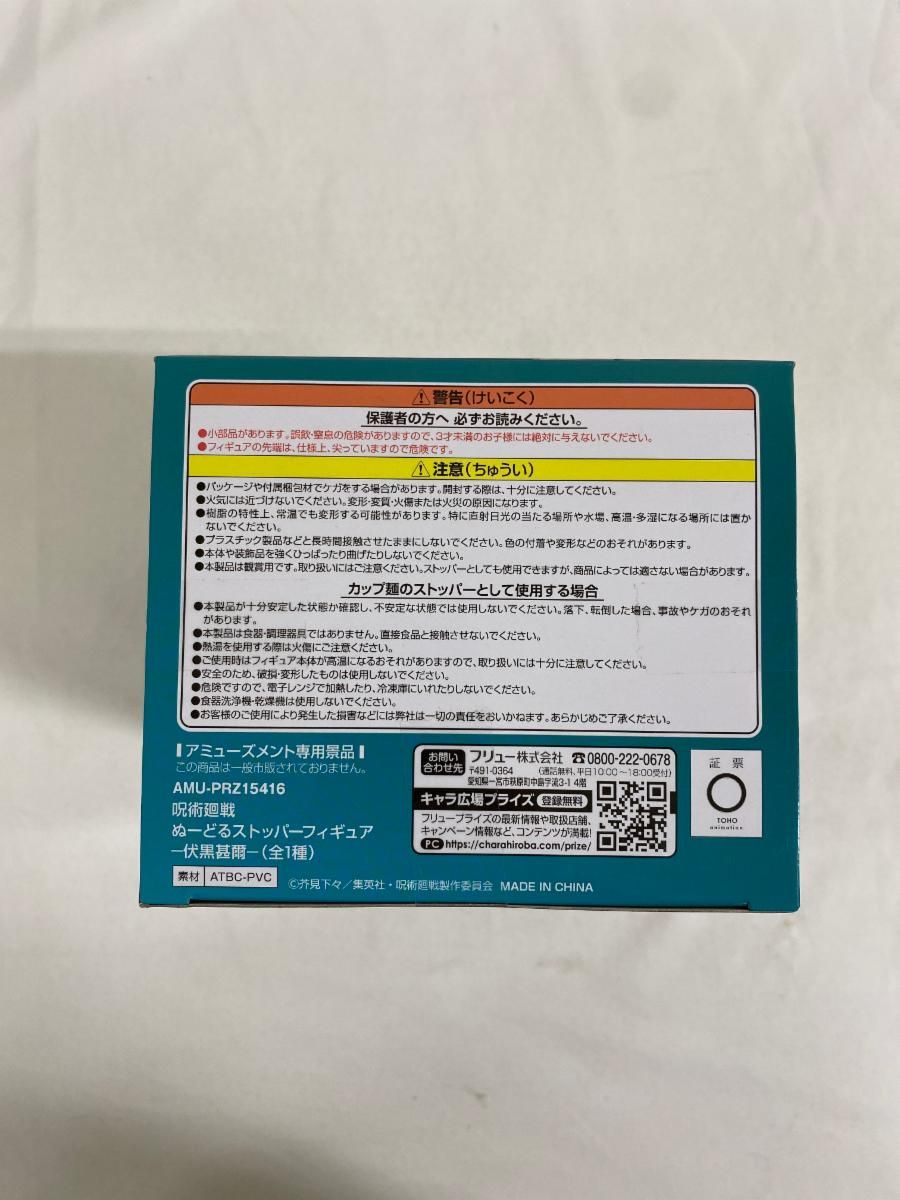 ⚠警告(けいこく)
保護者の方へ 必ずお読みください。
●小部品があります。誤飲・窒息の危険がありますので、3才未満のお子様には絶対に与えないでください。
●フィギュアの先端は、仕様上、尖っていますので危険です。
⚠注意(ちゅうい)
●パッケージや付属梱包材でケガをする場合があります。開封する際は、十分に注意してください。
●火気には近づけないでください。変形・変質・火傷または火災の原因になります。
●樹脂の特性上、常温でも変形する可能性があります。特に直射日光の当たる場所や水場、高温・多湿になる場所には置か
ないでください。
●プラスチック製品などと長時間接触させたままにしないでください。色の付着や変形などのおそれがあります。
●本体や装飾品を強くひっぱったり曲げたりしないでください。
●本製品は観賞用です。取り扱いにはご注意ください。ストッパーとしても使用できますが、商品によっては適さない場合があります。
カップ麺のストッパーとして使用する場合
●本製品が十分安定した状態か確認し、不安定な状態では使用しないでください。落下、転倒した場合、事故やケガのおそれ
があります。
●本製品は食器・調理器具ではありません。直接食品と接触させないでください。
●熱湯を使用する際は火傷にご注意ください。
●ご使用時はフィギュア本体が高温になるおそれがありますので、取り扱いには十分に注意してください。
●安全のため、破損・変形したものは使用しないでください。
●危険ですので、電子レンジで加熱したり、冷凍庫にいれたりしないでください。
●食器洗浄機・乾燥機は使用しないでください。
●お客様のご使用により発生した損害などには弊社は一切の責任をおいかねます。あらかじめご了承ください。
アミューズメント専用景品
この商品は一般市販されておりません。
AMU-PRZ15416
呪術廻戦
ぬーどるストッパーフィギュア
ー伏黒甚爾ー(全1種)
素材 ATBC-PVC
©芥見下々/集英社・呪術廻戦製作委員会 MADE IN CHINA
お問い合わせ先 フリュー株式会社 ☎0800-222-0678
〒491-0364 (通話無料、平日10:00~18:00受付)
愛知県一宮市萩原町中島字流3-1 4階
キャラ広場プライズ 登録無料
フリュープライズの最新情報や取扱店舗、
キャンペーン情報など、コンテンツが満載!
PC https://charahiroba.com/prize/
証票
TOHO
animation